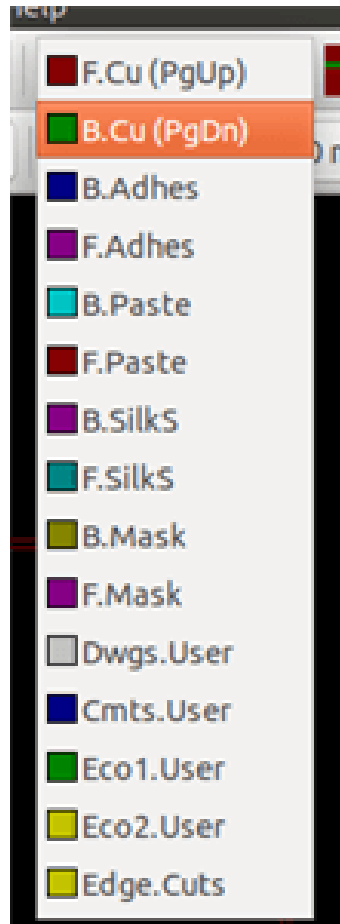 F.Cu (PgUp)
B.Cu (PgDn)
B.Adhes
F.Adhes
B.Paste
F.Paste
B.SilkS
F.SilkS
B.Mask
F.Mask
Dwgs.User
Cmts.User
Eco1.User
Eco2.User
Edge.Cuts